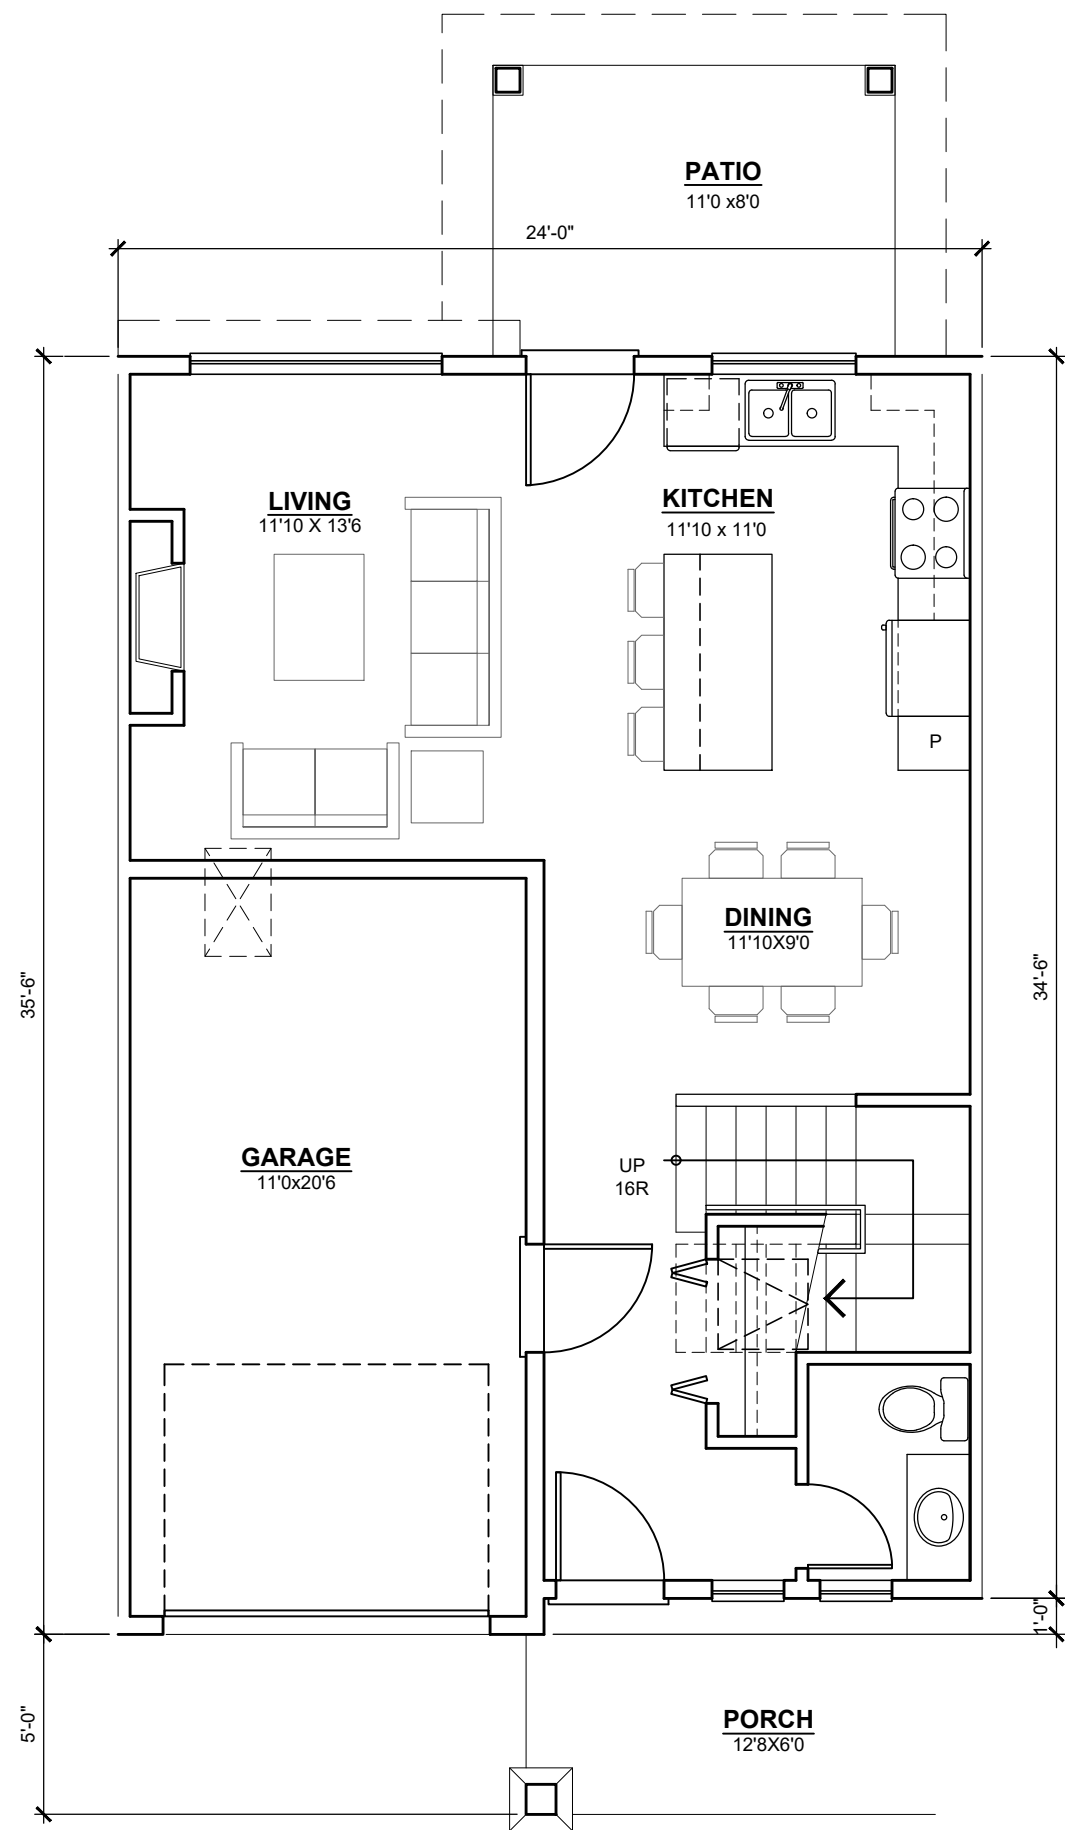 PATIO
11'0 x8'0
24'-0"
LIVING
11'10 X 13'6
KITCHEN
11'10 x 11'0
P
DINING
11'10X9'0
35'-6"
34'-6"
GARAGE
11'0x20'6
UP
16R
1'-0"
5'-0"
PORCH
12'8X6'0